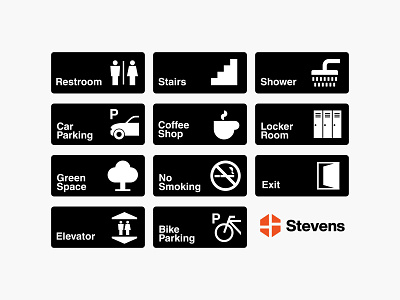 Restroom
Stairs
Shower
P
Car
Parking
Coffee
Shop
Locker
Room
Green
Space
No
Smoking
Exit
Elevator
P
Bike
Parking
Stevens